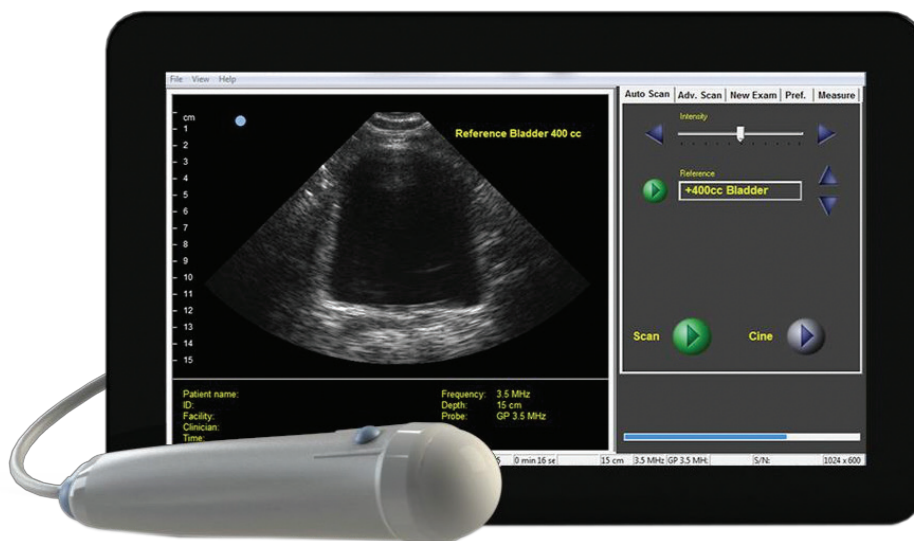 File View Help
Auto Scan Adv. Scan New Exam Pref. Measure
cm
1
2
3
4
5
6
7
8
9
10
11
12
13
14
15
Reference Bladder 400 cc
Intensity
Reference
+400cc Bladder
Scan Cine
Patient name:
ID:
Facility:
Clinician:
Time:
Frequency: 3.5 MHz
Depth: 15 cm
Probe: GP 3.5 MHz
0 min 16 se 15 cm 3.5 MHz GP 3.5 MH: S/N: 1024 x 600